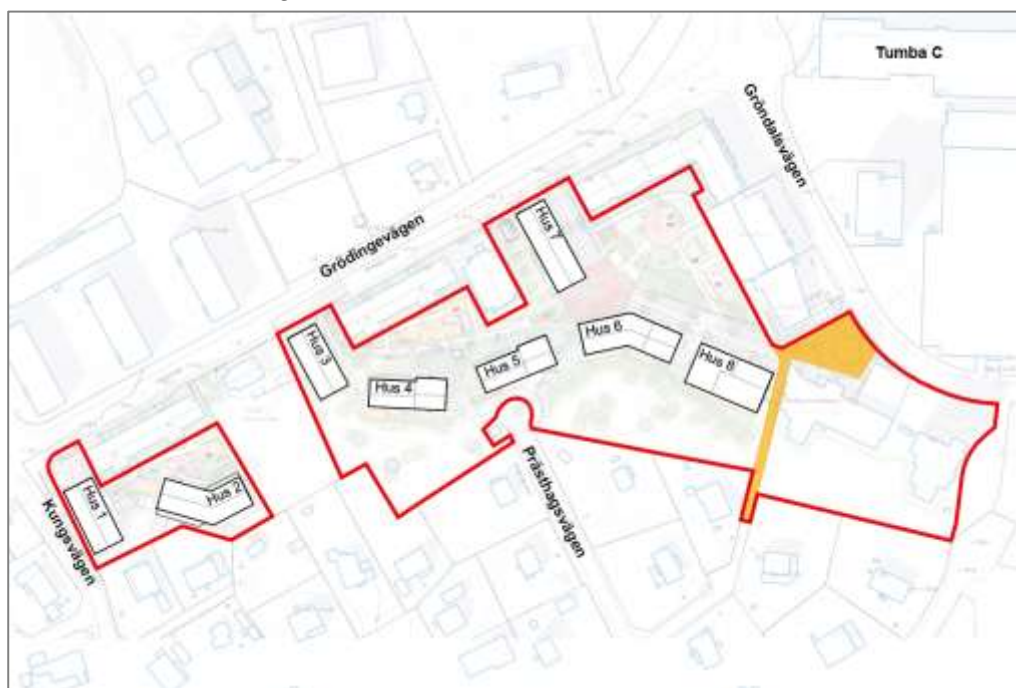 Tumba C
Gröndalsvägen
Grödingevägen
Hus 7
Hus 3
Hus 6
Hus 5
Hus 8
Hus 4
Prästhagsvägen
Hus 1
Hus 2
Kungsvägen